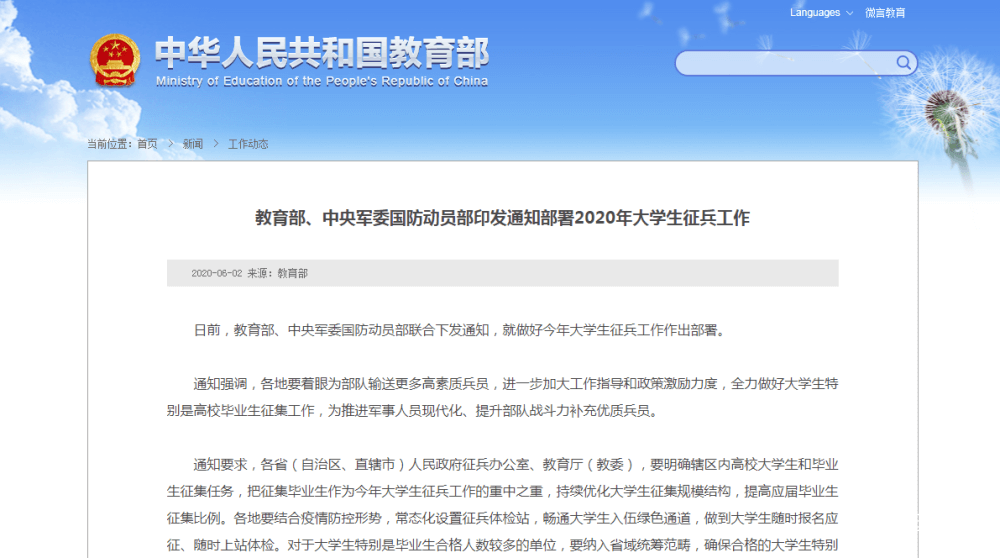 Languages 微言教育
中华人民共和国教育部
Ministry of Education of the People's Republic of China
当前位置：首页 > 新闻 > 工作动态
教育部、中央军委国防动员部印发通知部署2020年大学生征兵工作
2020-06-02 来源：教育部
日前，教育部、中央军委国防动员部联合下发通知，就做好今年大学生征兵工作作出部署。
通知强调，各地要着眼为部队输送更多高素质兵员，进一步加大工作指导和政策激励力度，全力做好大学生特
别是高校毕业生征集工作，为推进军事人员现代化、提升部队战斗力补充优质兵员。
通知要求，各省（自治区、直辖市）人民政府征兵办公室、教育厅（教委），要明确辖区内高校大学生和毕业
生征集任务，把征集毕业生作为今年大学生征兵工作的重中之重，持续优化大学生征集规模结构，提高应届毕业生
征集比例。各地要结合疫情防控形势，常态化设置征兵体检站，畅通大学生入伍绿色通道，做到大学生随时报名应
征、随时上站体检。对于大学生特别是毕业生合格人数较多的单位，要纳入省域统筹范畴，确保合格的大学生特别